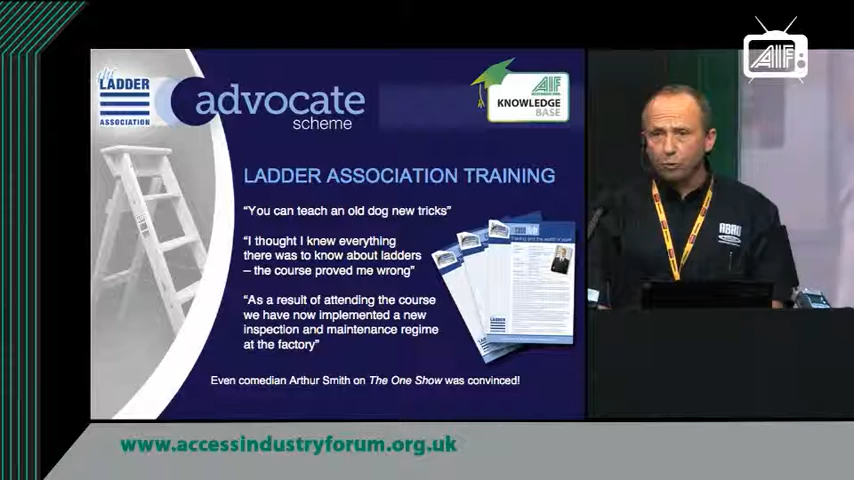 AIF
the
LADDER
ASSOCIATION
advocate
scheme
AIF
KNOWLEDGE
BASE
LADDER ASSOCIATION TRAINING
“You can teach an old dog new tricks”
“I thought I knew everything
there was to know about ladders
– the course proved me wrong”
“As a result of attending the course
we have now implemented a new
inspection and maintenance regime
at the factory”
Even comedian Arthur Smith on The One Show was convinced!
www.accessindustryforum.org.uk